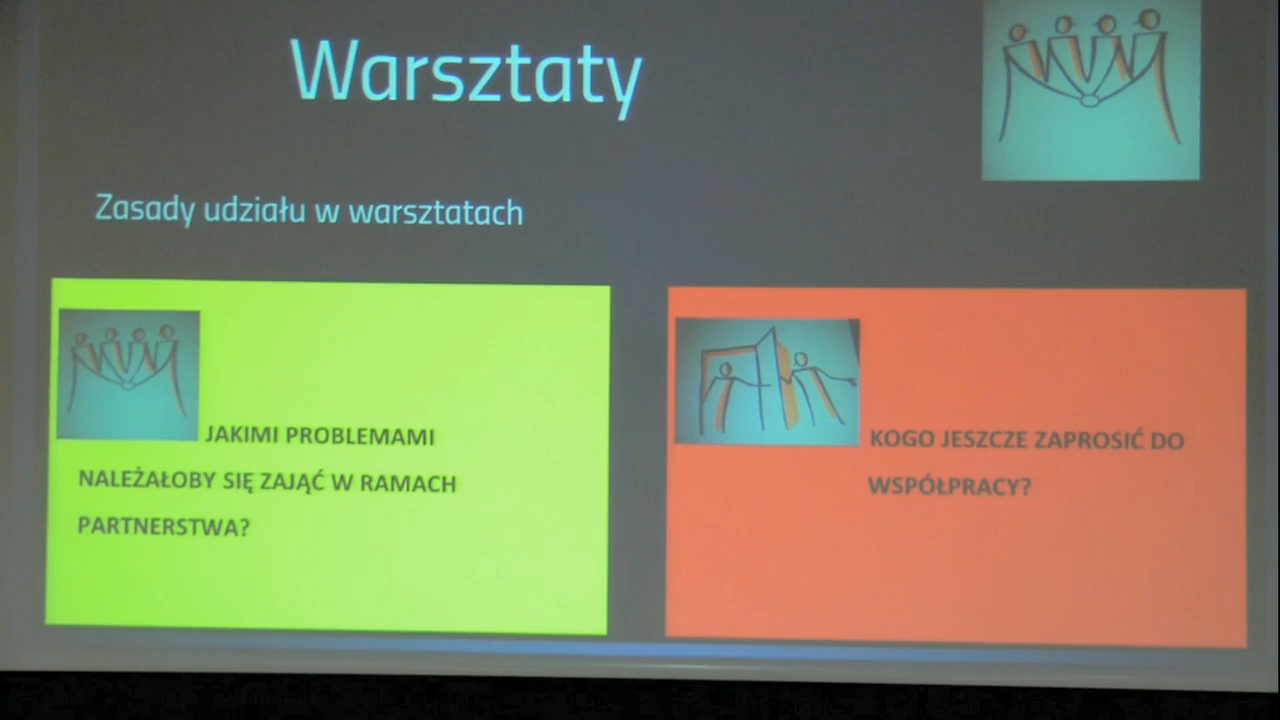 Warsztaty
Zasady udziału w warsztatach
JAKIMI PROBLEMAMI
NALEŻAŁOBY SIĘ ZAJĄĆ W RAMACH
PARTNERSTWA?
KOGO JESZCZE ZAPROSIĆ DO
WSPÓŁPRACY?